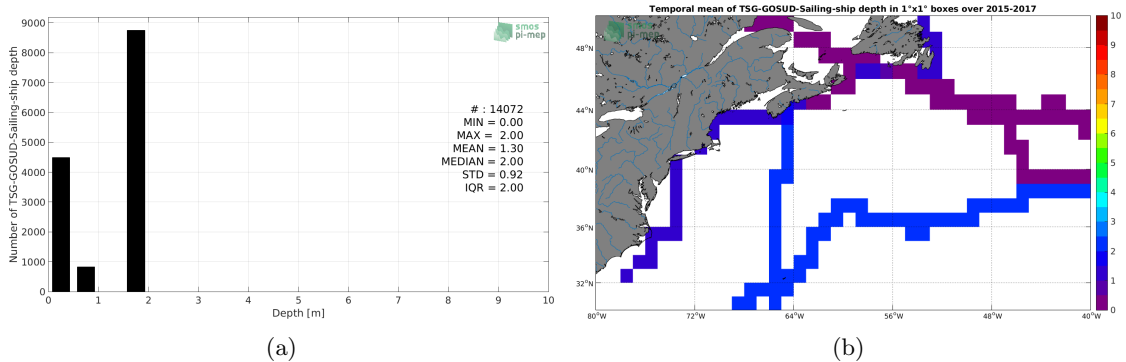 9000
8000
7000
6000
5000
4000
3000
2000
1000
0
Number of TSG-GOSUD-Sailing-ship depth
smos
pi-mep
# : 14072
MIN = 0.00
MAX = 2.00
MEAN = 1.30
MEDIAN = 2.00
STD = 0.92
IQR = 2.00
0 1 2 3 4 5 6 7 8 9 10
Depth [m]
(a)
Temporal mean of TSG-GOSUD-Sailing-ship depth in 1°x1° boxes over 2015-2017
smos
pi-mep
48°N
44°N
40°N
36°N
32°N
80°W 72°W 64°W 56°W 48°W 40°W
10
9
8
7
6
5
4
3
2
1
0
(b)